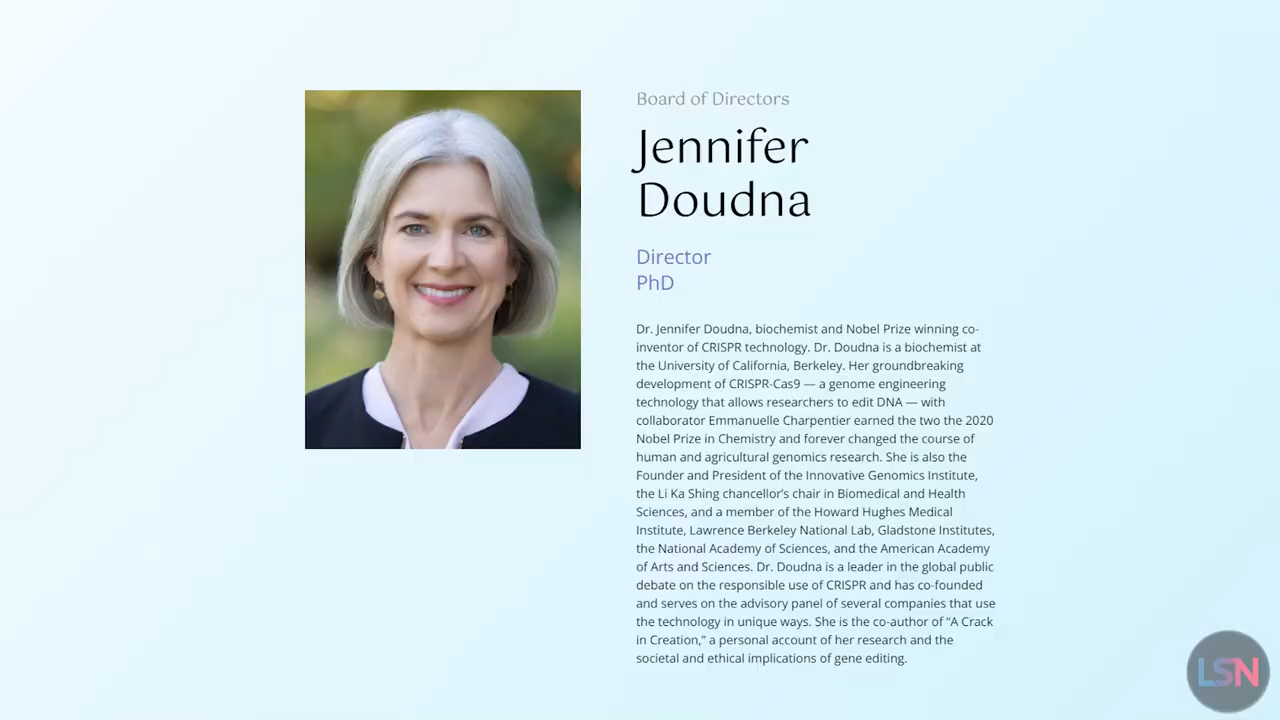 Board of Directors
Jennifer
Doudna
Director
PhD
Dr. Jennifer Doudna, biochemist and Nobel Prize winning co-
inventor of CRISPR technology. Dr. Doudna is a biochemist at
the University of California, Berkeley. Her groundbreaking
development of CRISPR-Cas9 — a genome engineering
technology that allows researchers to edit DNA — with
collaborator Emmanuelle Charpentier earned the two the 2020
Nobel Prize in Chemistry and forever changed the course of
human and agricultural genomics research. She is also the
Founder and President of the Innovative Genomics Institute,
the Li Ka Shing chancellor’s chair in Biomedical and Health
Sciences, and a member of the Howard Hughes Medical
Institute, Lawrence Berkeley National Lab, Gladstone Institutes,
the National Academy of Sciences, and the American Academy
of Arts and Sciences. Dr. Doudna is a leader in the global public
debate on the responsible use of CRISPR and has co-founded
and serves on the advisory panel of several companies that use
the technology in unique ways. She is the co-author of “A Crack
in Creation,” a personal account of her research and the
societal and ethical implications of gene editing.
LSN